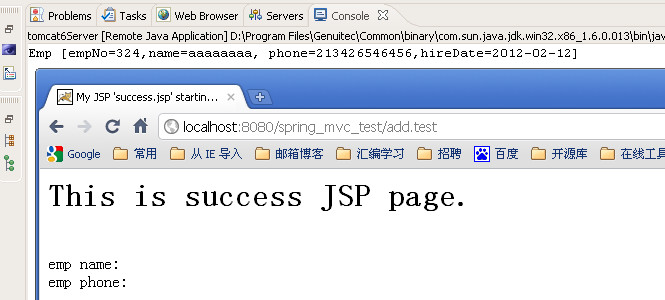 Problems Tasks Web Browser Servers Console
tomcat6Server [Remote Java Application] D:\Program Files\Genuitec\Common\binary\com.sun.java.jdk.win32.x86_1.6.0.013\bin\jav
Emp [empNo=324,name=aaaaaaaa, phone=213426546456,hireDate=2012-02-12]
My JSP 'success.jsp' startin...
localhost:8080/spring_mvc_test/add.test
Google 常用 从 IE 导入 邮箱博客 汇编学习 招聘 百度 开源库 在线工具
This is success JSP page.
emp name:
emp phone: